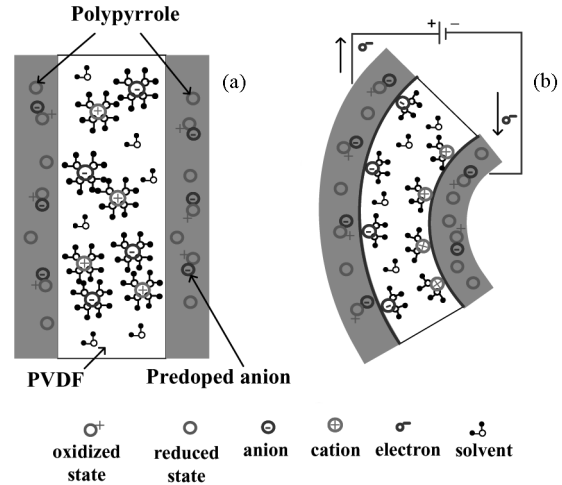 Polypyrrole
(a)
(b)
+ −
PVDF
Predoped anion
oxidized state
reduced state
anion
cation
electron
solvent